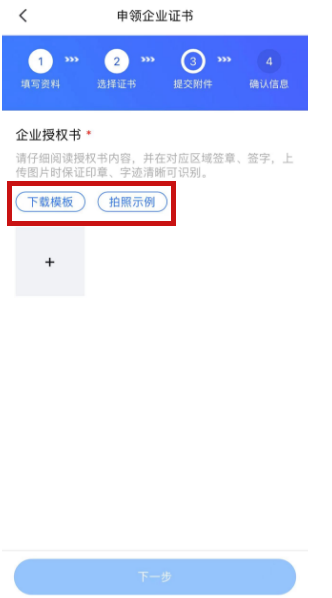 申领企业证书
1 2 3 4
填写资料 选择证书 提交附件 确认信息
企业授权书 *
请仔细阅读授权书内容，并在对应区域签章、签字，上
传图片时保证印章、字迹清晰可识别。
下载模板 拍照示例
+
下一步